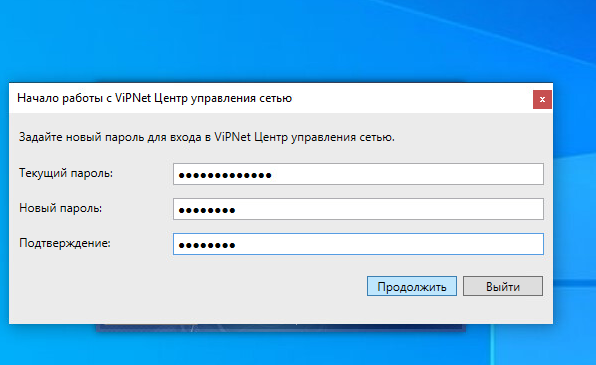 Начало работы с ViPNet Центр управления сетью
x
Задайте новый пароль для входа в ViPNet Центр управления сетью.
Текущий пароль: ●●●●●●●●●●●●●
Новый пароль: ●●●●●●●●
Подтверждение: ●●●●●●●●
Продолжить Выйти